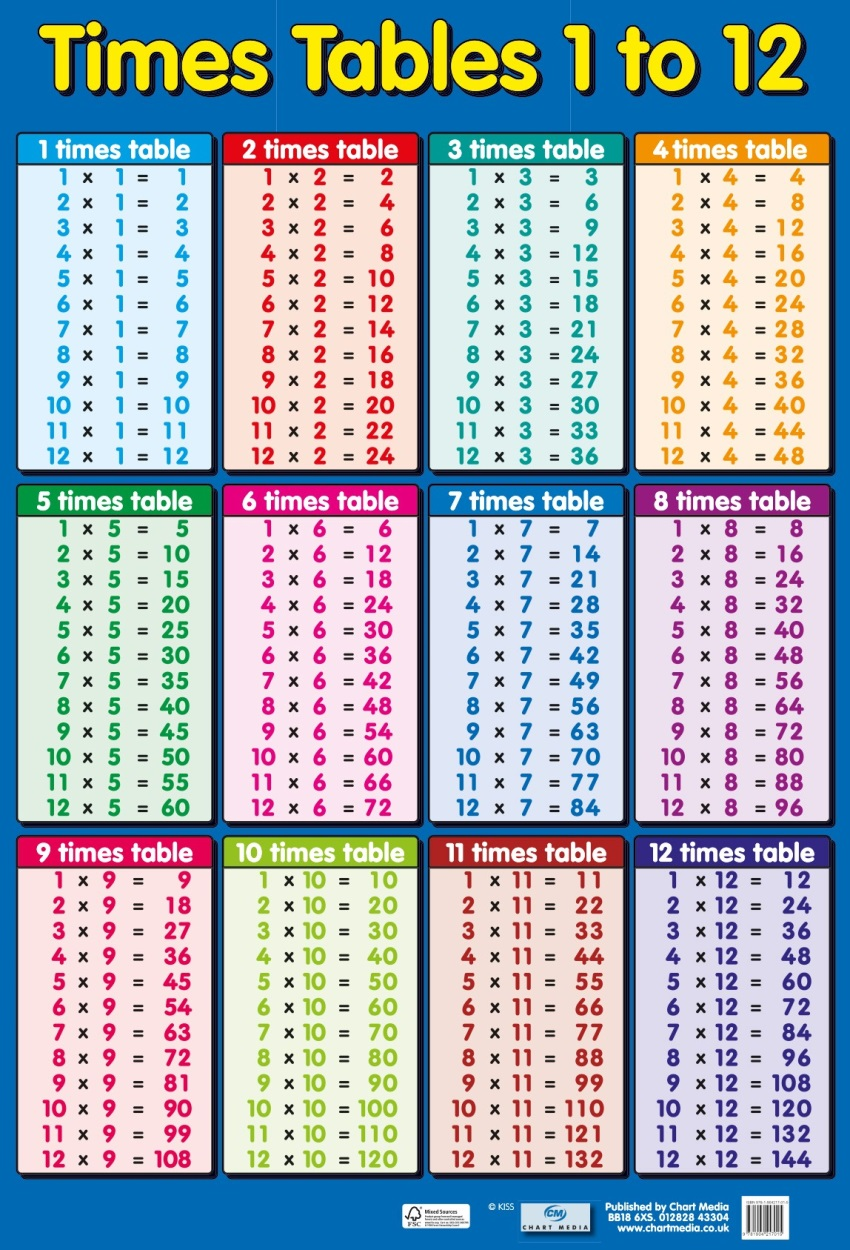 Times Tables 1 to 12
1 times table
1 x 1 = 1
2 x 1 = 2
3 x 1 = 3
4 x 1 = 4
5 x 1 = 5
6 x 1 = 6
7 x 1 = 7
8 x 1 = 8
9 x 1 = 9
10 x 1 = 10
11 x 1 = 11
12 x 1 = 12
2 times table
1 x 2 = 2
2 x 2 = 4
3 x 2 = 6
4 x 2 = 8
5 x 2 = 10
6 x 2 = 12
7 x 2 = 14
8 x 2 = 16
9 x 2 = 18
10 x 2 = 20
11 x 2 = 22
12 x 2 = 24
3 times table
1 x 3 = 3
2 x 3 = 6
3 x 3 = 9
4 x 3 = 12
5 x 3 = 15
6 x 3 = 18
7 x 3 = 21
8 x 3 = 24
9 x 3 = 27
10 x 3 = 30
11 x 3 = 33
12 x 3 = 36
4 times table
1 x 4 = 4
2 x 4 = 8
3 x 4 = 12
4 x 4 = 16
5 x 4 = 20
6 x 4 = 24
7 x 4 = 28
8 x 4 = 32
9 x 4 = 36
10 x 4 = 40
11 x 4 = 44
12 x 4 = 48
5 times table
1 x 5 = 5
2 x 5 = 10
3 x 5 = 15
4 x 5 = 20
5 x 5 = 25
6 x 5 = 30
7 x 5 = 35
8 x 5 = 40
9 x 5 = 45
10 x 5 = 50
11 x 5 = 55
12 x 5 = 60
6 times table
1 x 6 = 6
2 x 6 = 12
3 x 6 = 18
4 x 6 = 24
5 x 6 = 30
6 x 6 = 36
7 x 6 = 42
8 x 6 = 48
9 x 6 = 54
10 x 6 = 60
11 x 6 = 66
12 x 6 = 72
7 times table
1 x 7 = 7
2 x 7 = 14
3 x 7 = 21
4 x 7 = 28
5 x 7 = 35
6 x 7 = 42
7 x 7 = 49
8 x 7 = 56
9 x 7 = 63
10 x 7 = 70
11 x 7 = 77
12 x 7 = 84
8 times table
1 x 8 = 8
2 x 8 = 16
3 x 8 = 24
4 x 8 = 32
5 x 8 = 40
6 x 8 = 48
7 x 8 = 56
8 x 8 = 64
9 x 8 = 72
10 x 8 = 80
11 x 8 = 88
12 x 8 = 96
9 times table
1 x 9 = 9
2 x 9 = 18
3 x 9 = 27
4 x 9 = 36
5 x 9 = 45
6 x 9 = 54
7 x 9 = 63
8 x 9 = 72
9 x 9 = 81
10 x 9 = 90
11 x 9 = 99
12 x 9 = 108
10 times table
1 x 10 = 10
2 x 10 = 20
3 x 10 = 30
4 x 10 = 40
5 x 10 = 50
6 x 10 = 60
7 x 10 = 70
8 x 10 = 80
9 x 10 = 90
10 x 10 = 100
11 x 10 = 110
12 x 10 = 120
11 times table
1 x 11 = 11
2 x 11 = 22
3 x 11 = 33
4 x 11 = 44
5 x 11 = 55
6 x 11 = 66
7 x 11 = 77
8 x 11 = 88
9 x 11 = 99
10 x 11 = 110
11 x 11 = 121
12 x 11 = 132
12 times table
1 x 12 = 12
2 x 12 = 24
3 x 12 = 36
4 x 12 = 48
5 x 12 = 60
6 x 12 = 72
7 x 12 = 84
8 x 12 = 96
9 x 12 = 108
10 x 12 = 120
11 x 12 = 132
12 x 12 = 144
FSC
Mixed Sources
© KISS
CM
CHART MEDIA
Published by Chart Media
BB18 6XS. 012828 43304
www.chartmedia.co.uk